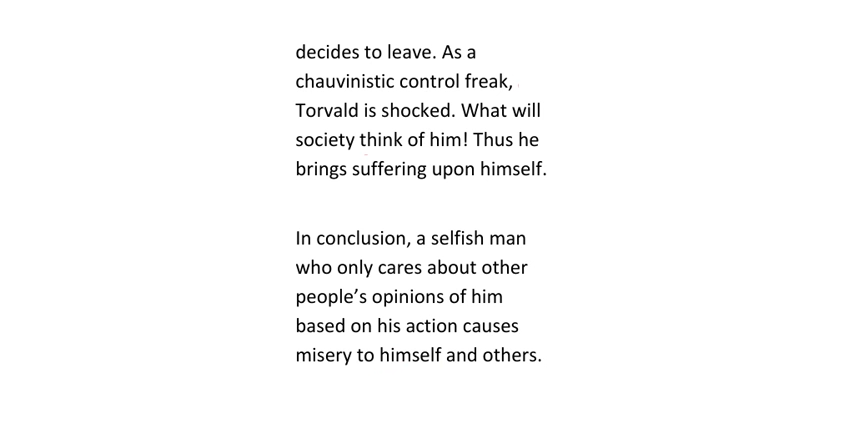 decides to leave. As a
chauvinistic control freak,
Torvald is shocked. What will
society think of him! Thus he
brings suffering upon himself.
In conclusion, a selfish man
who only cares about other
people’s opinions of him
based on his action causes
misery to himself and others.